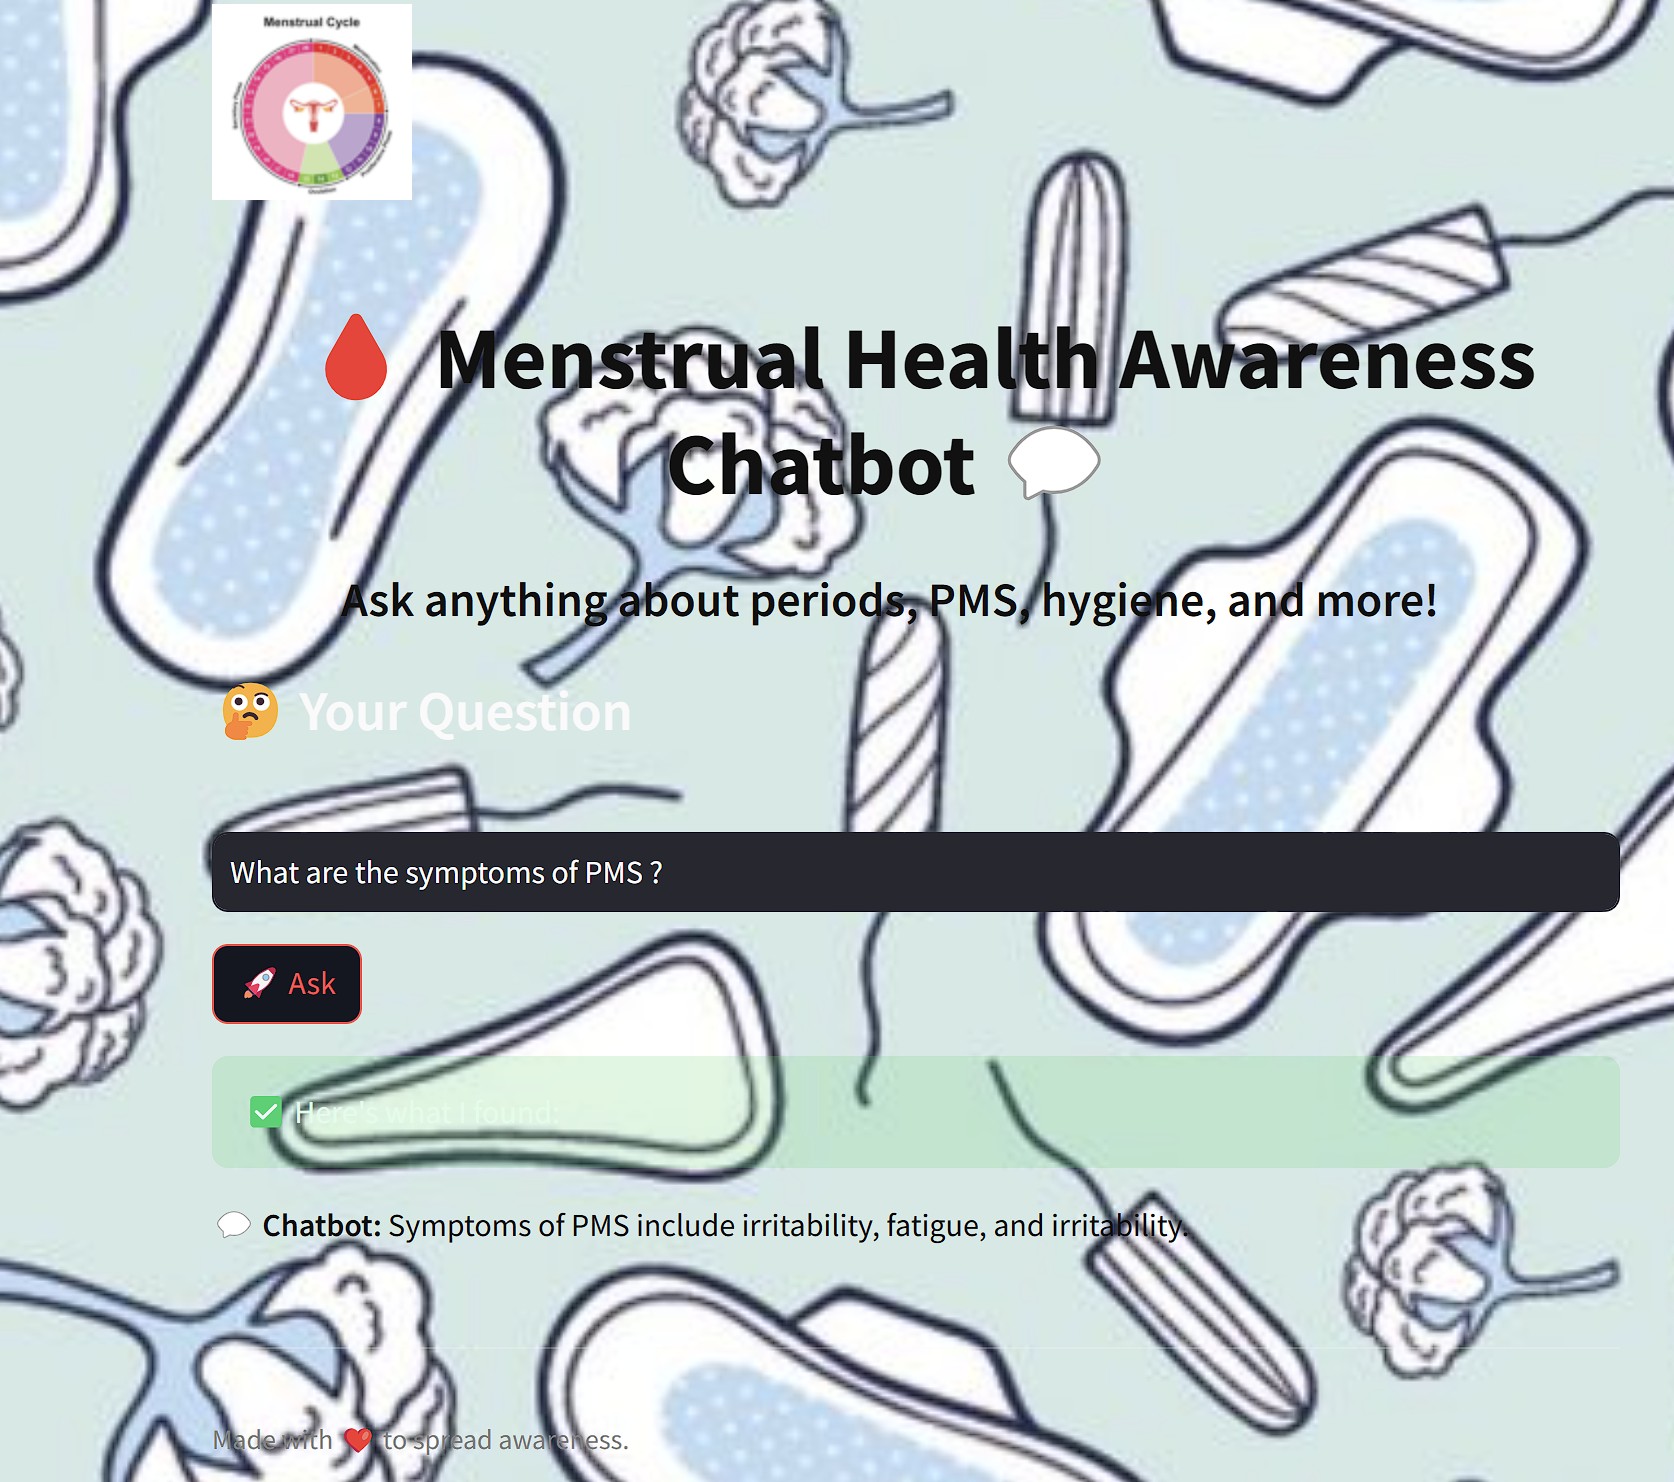 Menstrual Cycle
🩸 Menstrual Health Awareness
Chatbot 💬
Ask anything about periods, PMS, hygiene, and more!
🤔 Your Question
What are the symptoms of PMS ?
🚀 Ask
✅ Here's what I found:
💬 Chatbot: Symptoms of PMS include irritability, fatigue, and irritability.
Made with ❤️ to spread awareness.